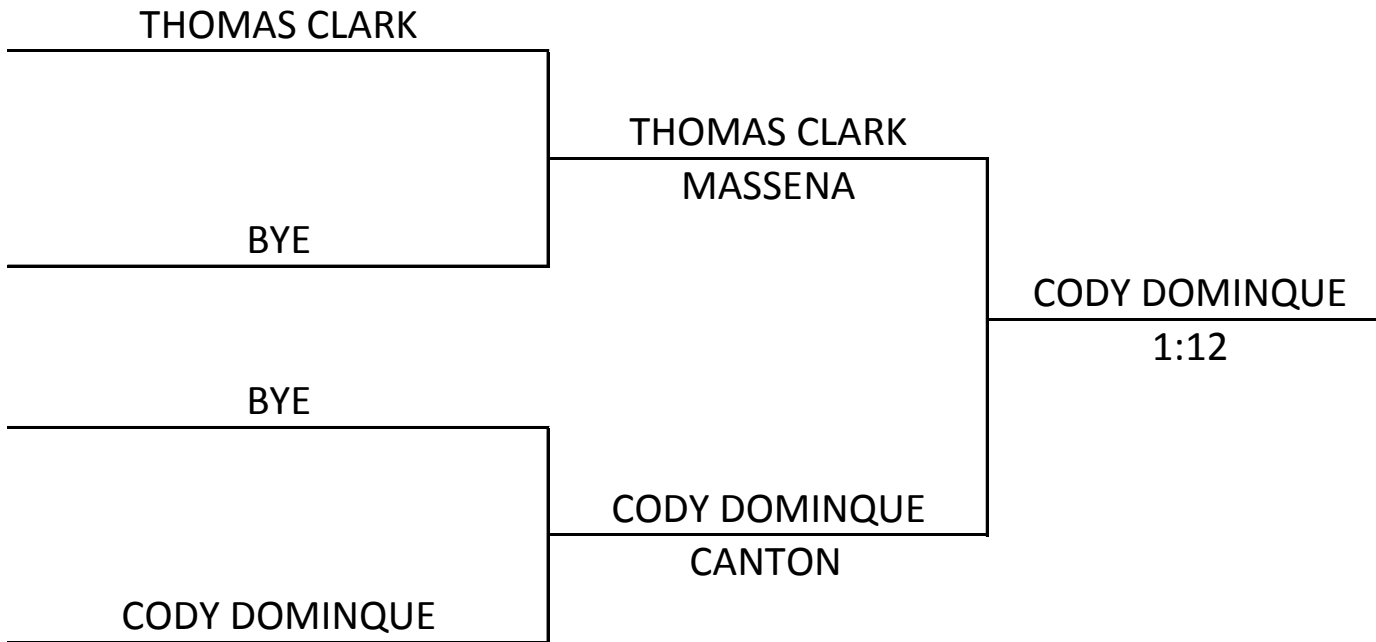 THOMAS CLARK
THOMAS CLARK
MASSENA
BYE
CODY DOMINQUE
1:12
BYE
CODY DOMINQUE
CANTON
CODY DOMINQUE